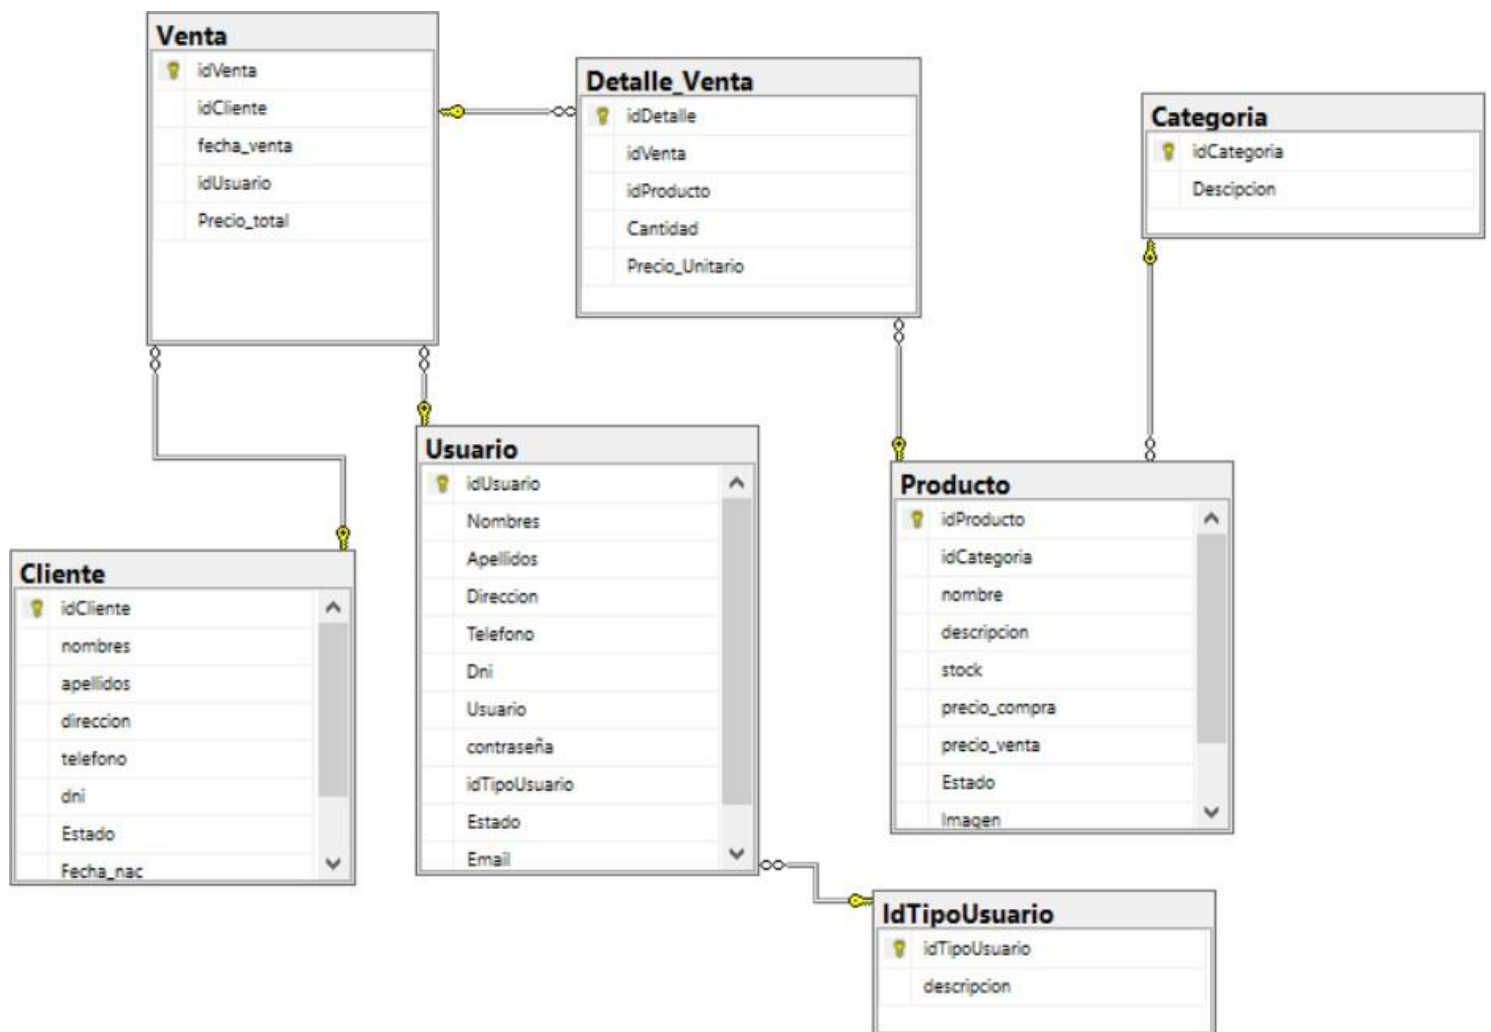 Venta
idVenta
idCliente
fecha_venta
idUsuario
Precio_total
Detalle_Venta
idDetalle
idVenta
idProducto
Cantidad
Precio_Unitario
Categoria
idCategoria
Descipcion
Cliente
idCliente
nombres
apellidos
direccion
telefono
dni
Estado
Fecha_nac
Usuario
idUsuario
Nombres
Apellidos
Direccion
Telefono
Dni
Usuario
contraseña
idTipoUsuario
Estado
Email
Producto
idProducto
idCategoria
nombre
descripcion
stock
precio_compra
precio_venta
Estado
Imagen
IdTipoUsuario
idTipoUsuario
descripcion